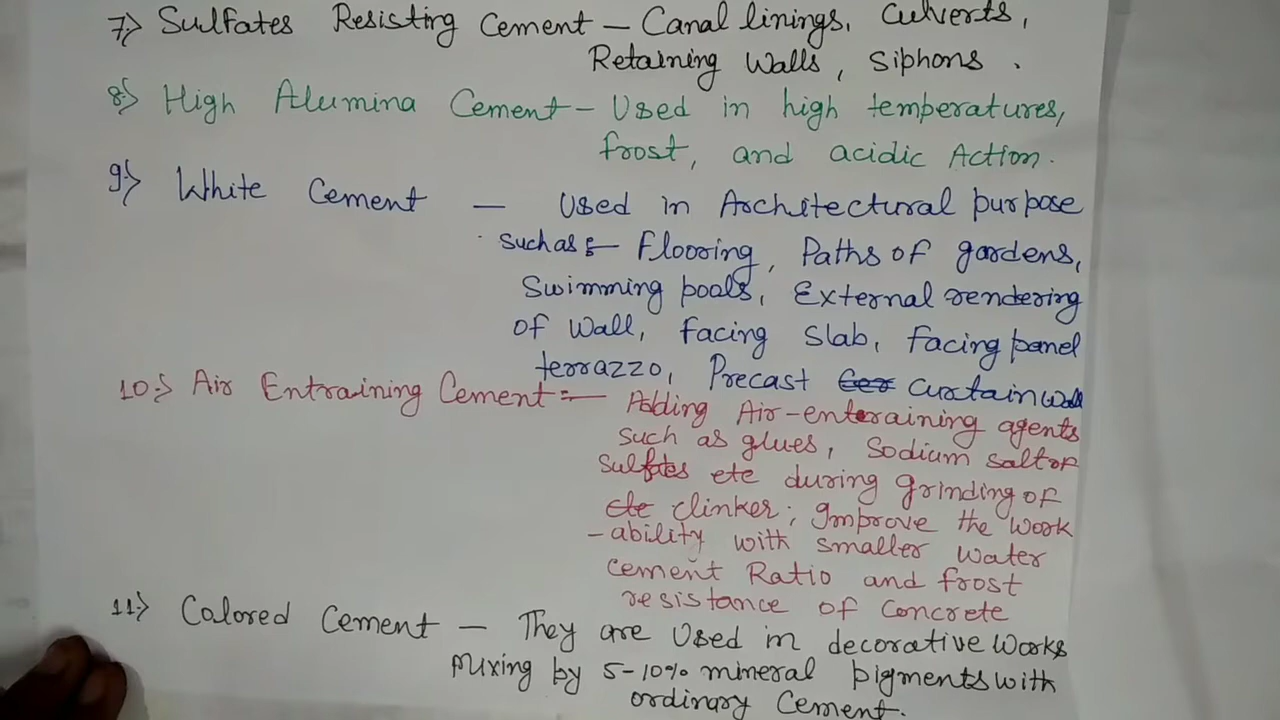 7.) Sulfates Resisting Cement – Canal linings, Culverts,
Retaining Walls, Siphons.
8.) High Alumina Cement – Used in high temperatures,
frost, and acidic Action.
9.) White Cement – Used in Architectural purpose
such as :– Flooring, Paths of gardens,
Swimming pools, External rendering
of Wall, facing Slab, facing panel
terrazzo, Precast curtain wall
10.) Air Entraining Cement :– Adding Air-entraining agents
such as glues, Sodium salt of
Sulfates etc during grinding of
clinker; Improve the work
-ability with smaller water
cement Ratio and frost
resistance of Concrete
11.) Colored Cement – They are Used in decorative Works
Mixing by 5-10% mineral pigments with
ordinary Cement.